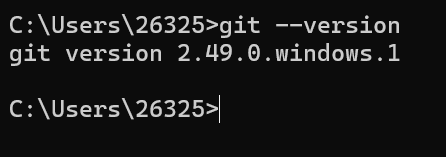 C:\Users\26325>git --version
git version 2.49.0.windows.1
C:\Users\26325>